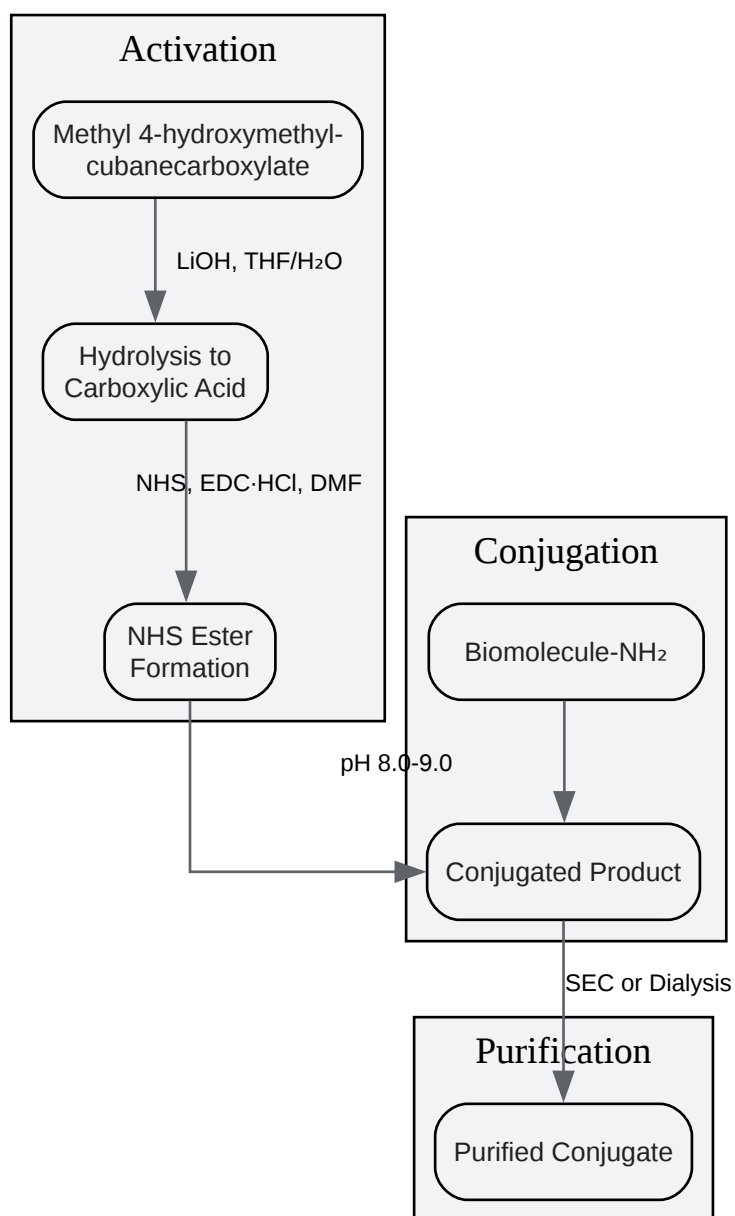 Activation
Methyl 4-hydroxymethyl-
cubanecarboxylate
LiOH, THF/H₂O
Hydrolysis to
Carboxylic Acid
NHS, EDC·HCl, DMF
NHS Ester
Formation
Conjugation
Biomolecule-NH₂
pH 8.0-9.0
Conjugated Product
SEC or Dialysis
Purification
Purified Conjugate